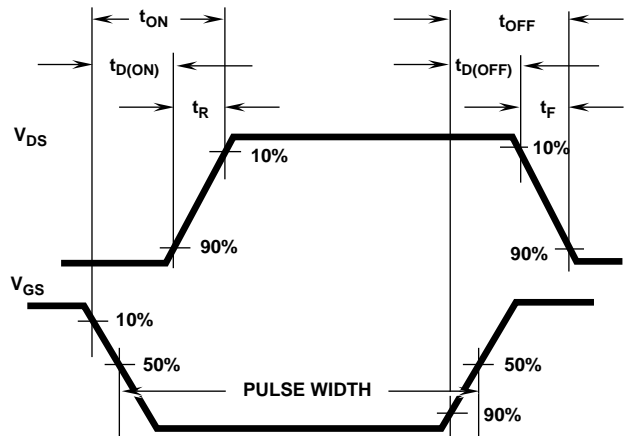 tON
tOFF
tD(ON)
tD(OFF)
tR
tF
VDS
10%
10%
90%
90%
VGS
10%
50%
50%
PULSE WIDTH
90%